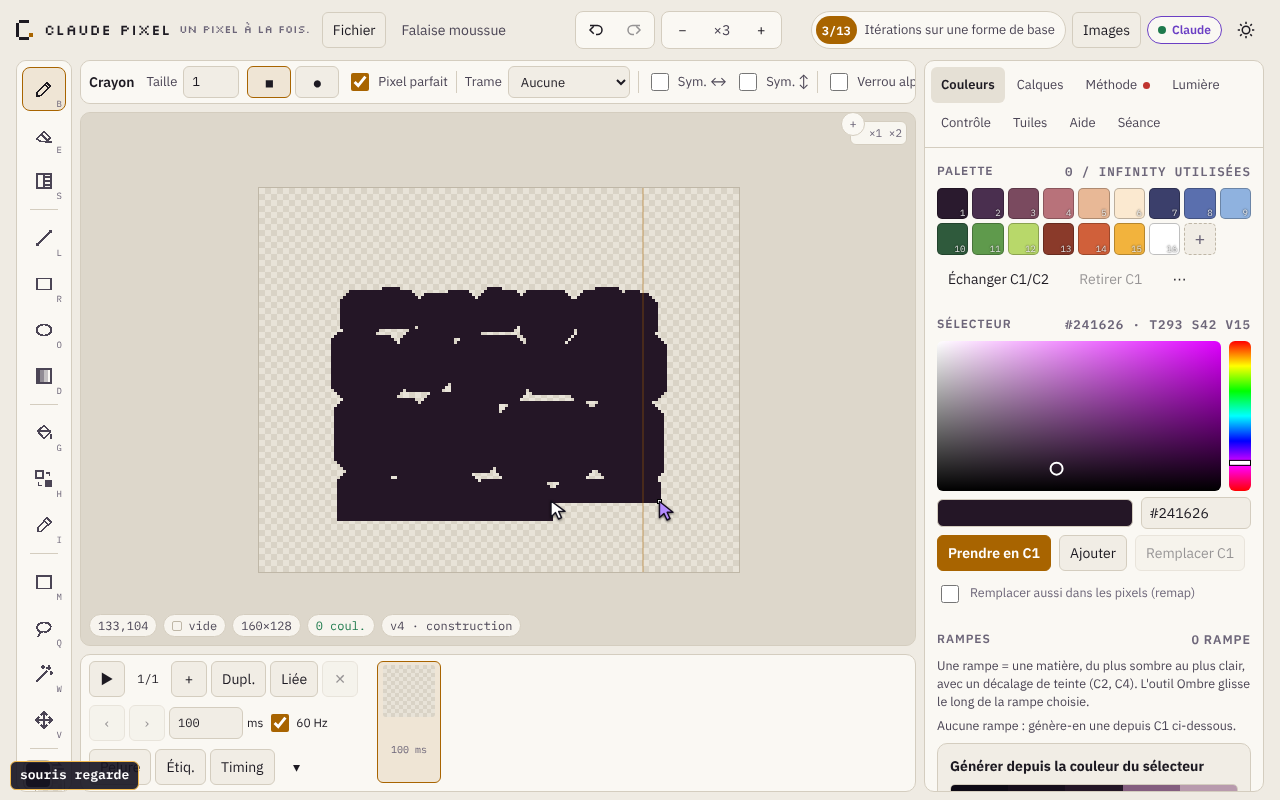 CLAUDE PIXEL UN PIXEL À LA FOIS. Fichier Falaise moussue − ×3 + 3/13 Itérations sur une forme de base Images Claude
Crayon Taille 1 Pixel parfait Trame Aucune Sym. ↔ Sym. ↕ Verrou alp
+ ×1 ×2
B
E
S
L
R
O
D
G
H
I
M
Q
W
V
133,104 vide 160×128 0 coul. v4 · construction
1/1 + Dupl. Liée ✕
‹ › 100 ms 60 Hz
100 ms
Pelure Étiq. Timing ▼
souris regarde
Couleurs Calques Méthode Lumière
Contrôle Tuiles Aide Séance
PALETTE 0 / INFINITY UTILISÉES
1 2 3 4 5 6 7 8 9
10 11 12 13 14 15 16 +
Échanger C1/C2 Retirer C1 ···
SÉLECTEUR #241626 · T293 S42 V15
#241626
Prendre en C1 Ajouter Remplacer C1
Remplacer aussi dans les pixels (remap)
RAMPES 0 RAMPE
Une rampe = une matière, du plus sombre au plus clair,
avec un décalage de teinte (C2, C4). L'outil Ombre glisse
le long de la rampe choisie.
Aucune rampe : génère-en une depuis C1 ci-dessous.
Générer depuis la couleur du sélecteur